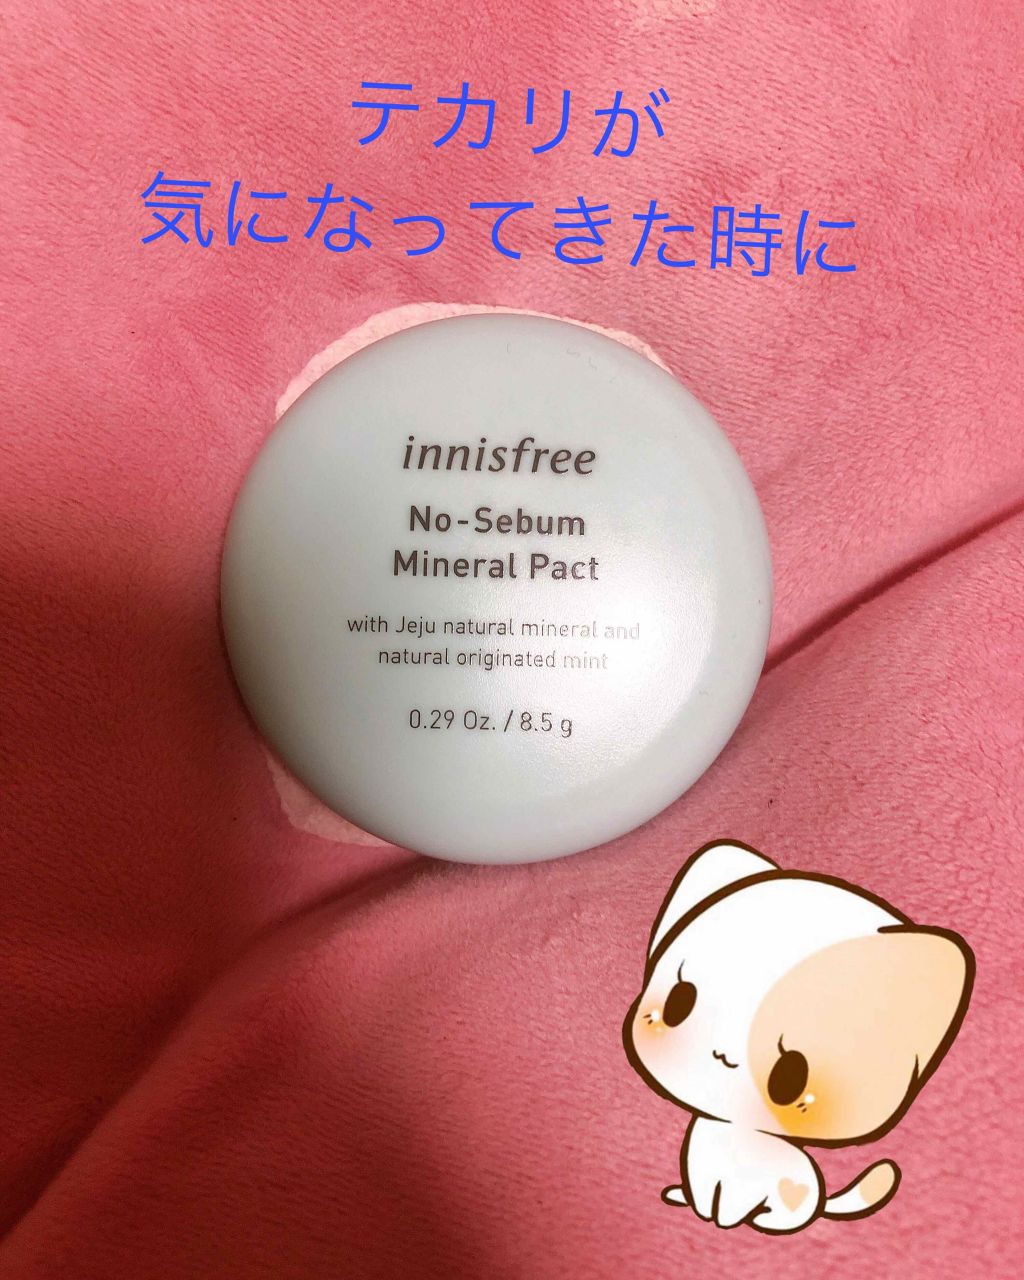 テカリが
気になってきた時に
innisfree
No-Sebum
Mineral Pact
with Jeju natural mineral and
natural originated mint
0.29 Oz. / 8.5 g